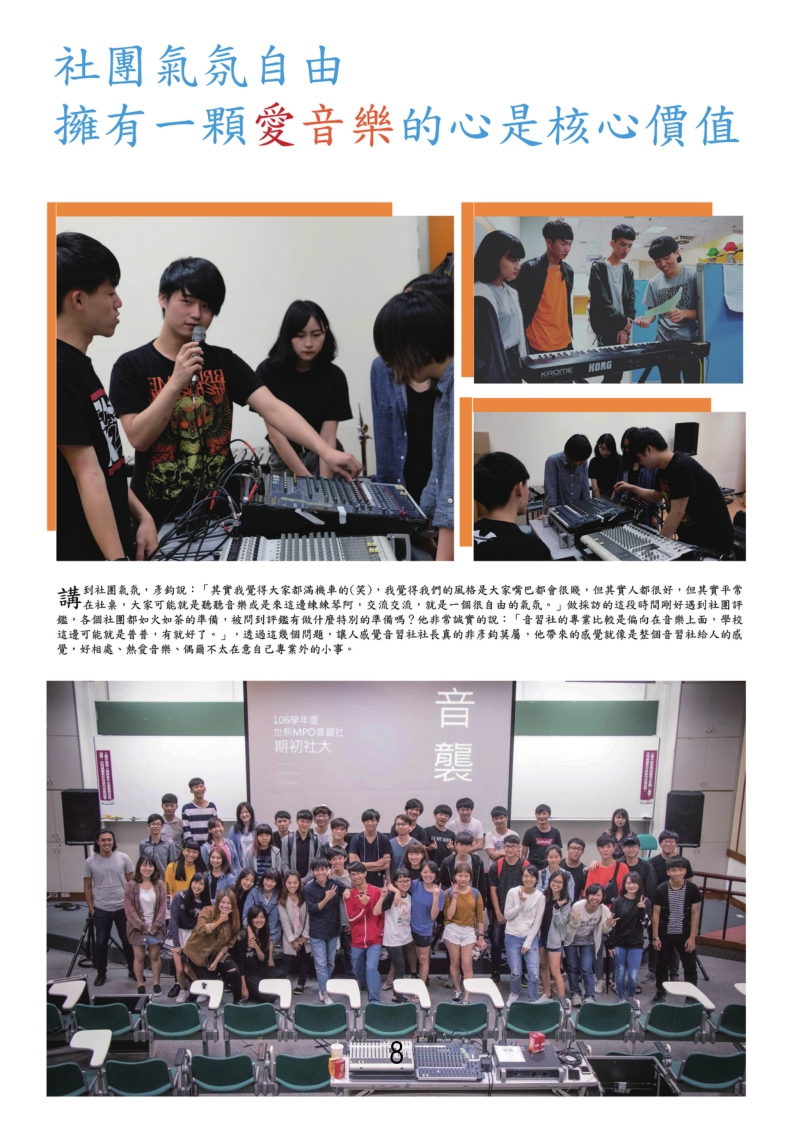 社團氣氛自由
擁有一顆愛音樂的心是核心價值
KROME
KORG
講到社團氣氛，彥鈞說：「其實我覺得大家都滿機車的(笑)，我覺得我們的風格是大家嘴巴都會很賤，但其實人都很好，但其實平常
在社桌，大家可能就是聽聽音樂或是來這邊練練琴阿，交流交流，就是一個很自由的氣氛。」做採訪的這段時間剛好遇到社團評
鑑，各個社團都如火如荼的準備，被問到評鑑有做什麼特別的準備嗎？他非常誠實的說：「音習社的專業比較是偏向在音樂上面，學校
這邊可能就是普普，有就好了。」，透過這幾個問題，讓人感覺音習社社長真的非彥鈞莫屬，他帶來的感覺就像是整個音習社給人的感
覺，好相處、熱愛音樂、偶爾不太在意自己專業外的小事。
106學年度
世新MPO音習社
期初社大
音
襲
8